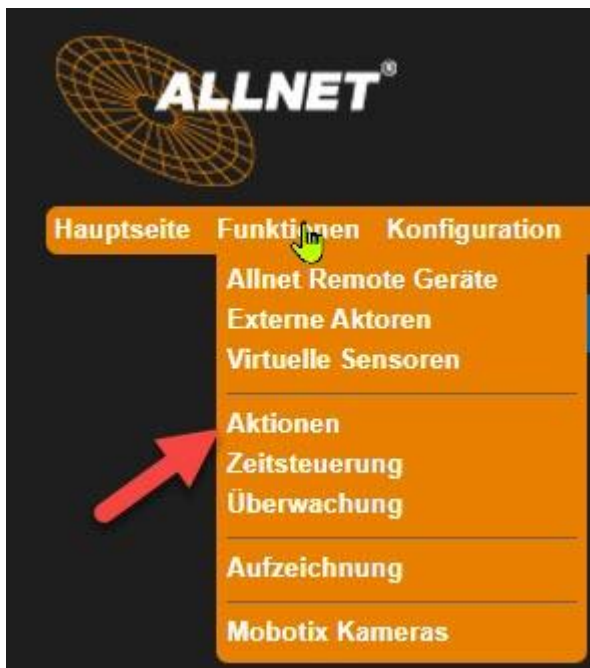 ALLNET®
Hauptseite Funktionen Konfiguration
Allnet Remote Geräte
Externe Aktoren
Virtuelle Sensoren
Aktionen
Zeitsteuerung
Überwachung
Aufzeichnung
Mobotix Kameras